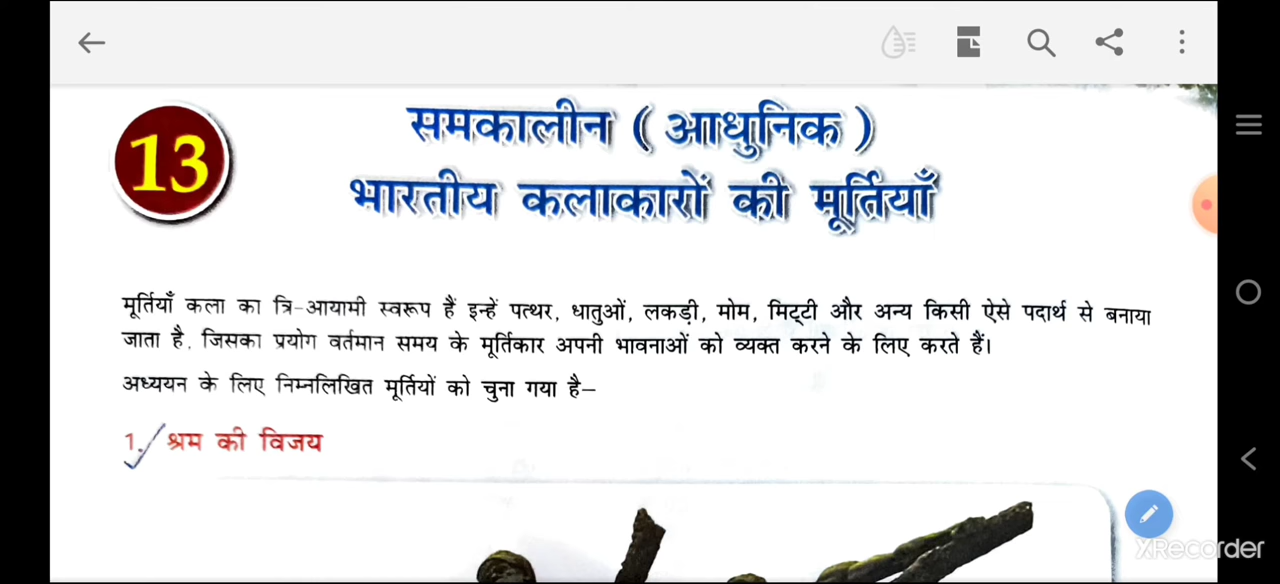 13
समकालीन ( आधुनिक )
भारतीय कलाकारों की मूर्तियाँ
मूर्तियाँ कला का त्रि-आयामी स्वरूप हैं इन्हें पत्थर, धातुओं, लकड़ी, मोम, मिट्टी और अन्य किसी ऐसे पदार्थ से बनाया
जाता है, जिसका प्रयोग वर्तमान समय के मूर्तिकार अपनी भावनाओं को व्यक्त करने के लिए करते हैं।
अध्ययन के लिए निम्नलिखित मूर्तियों को चुना गया है–
1. श्रम की विजय
XRecorder